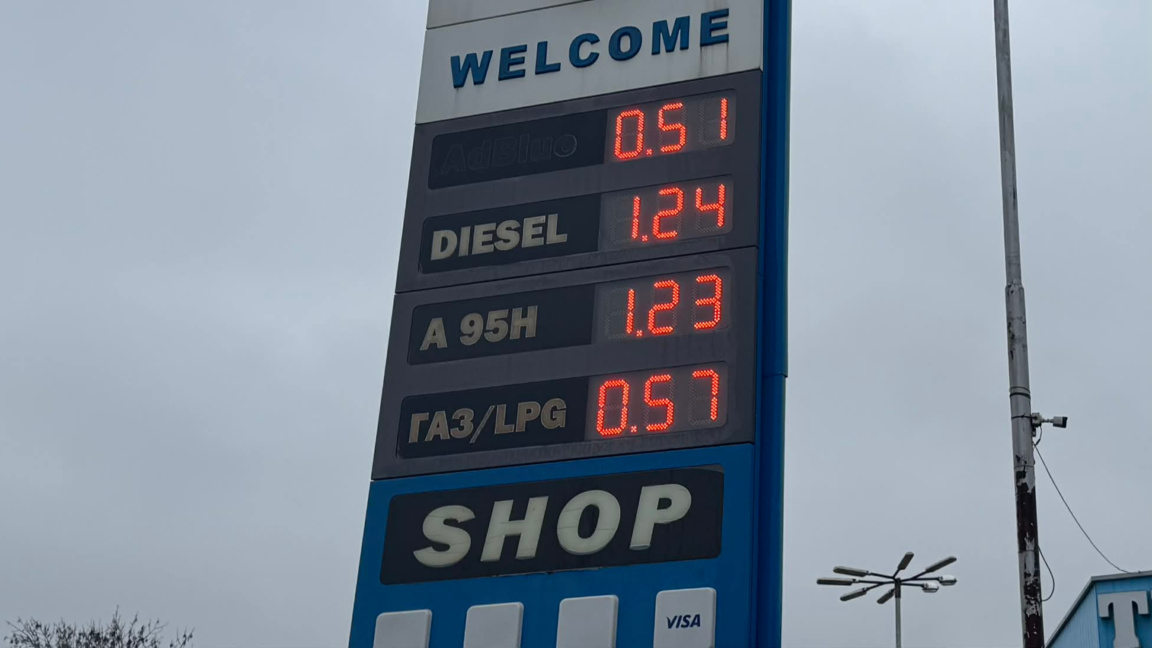 WELCOME
AdBlue 0.51
DIESEL 1.24
A 95H 1.23
ГАЗ/LPG 0.57
SHOP
VISA
T